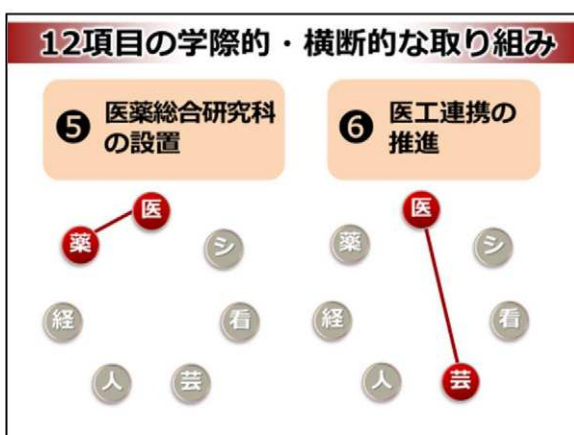 12項目の学際的・横断的な取り組み
❺ 医薬総合研究科
の設置
❻ 医工連携の
推進
医
薬
シ
経
看
人
芸
医
薬
シ
経
看
人
芸